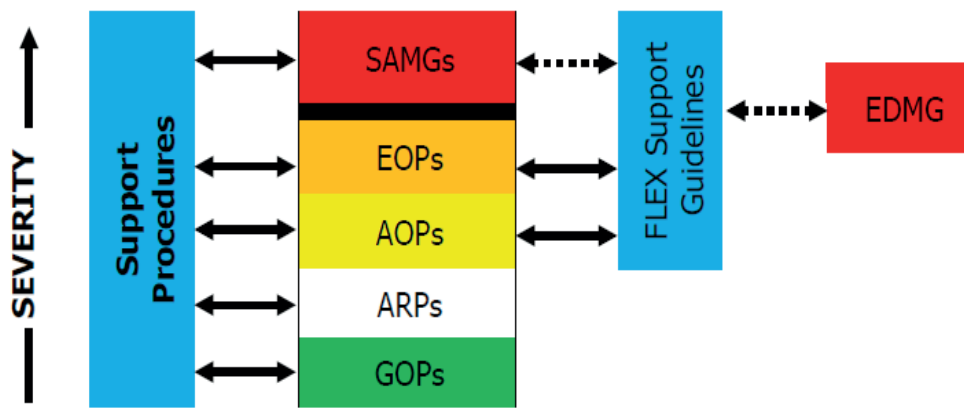 SEVERITY
Support
Procedures
SAMGs
EOPs
AOPs
ARPs
GOPs
FLEX Support
Guidelines
EDMG